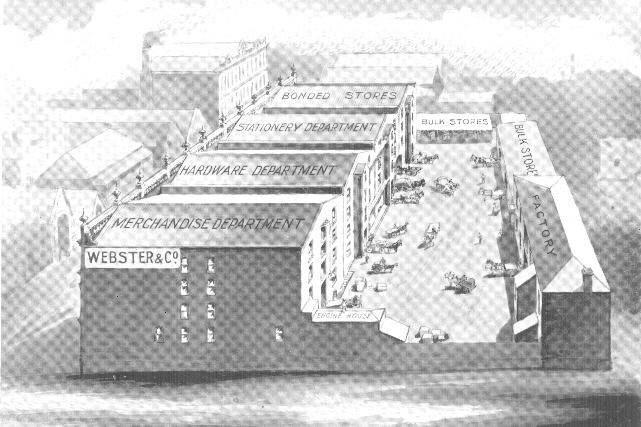 BONDED STORES
STATIONERY DEPARTMENT
BULK STORES
BULK STORES
HARDWARE DEPARTMENT
FACTORY
MERCHANDISE DEPARTMENT
WEBSTER & Co
ENGINE HOUSE